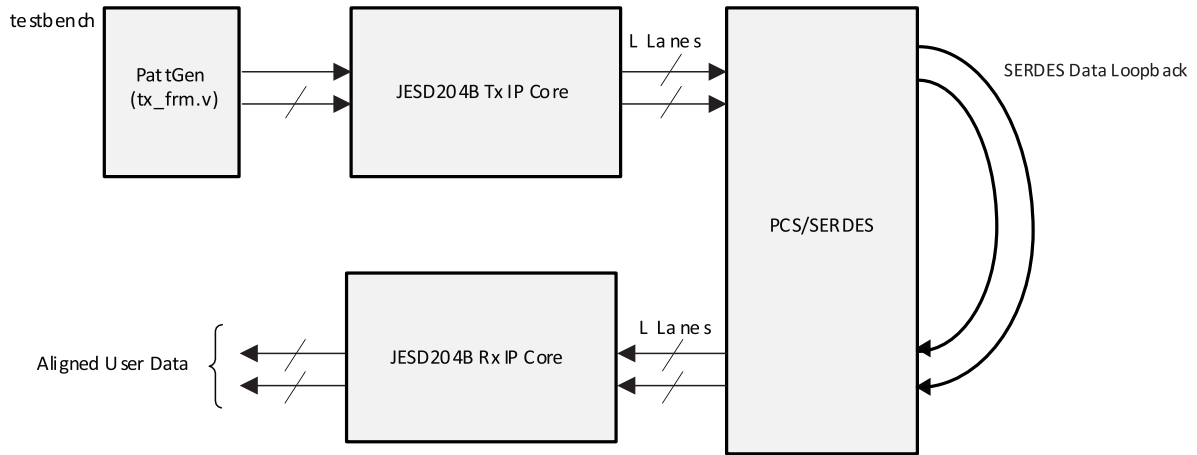 testbench
PattGen
(tx_frm.v)
JESD204B Tx IP Core
L Lanes
SERDES Data Loopback
PCS/SERDES
L Lanes
JESD204B Rx IP Core
Aligned User Data